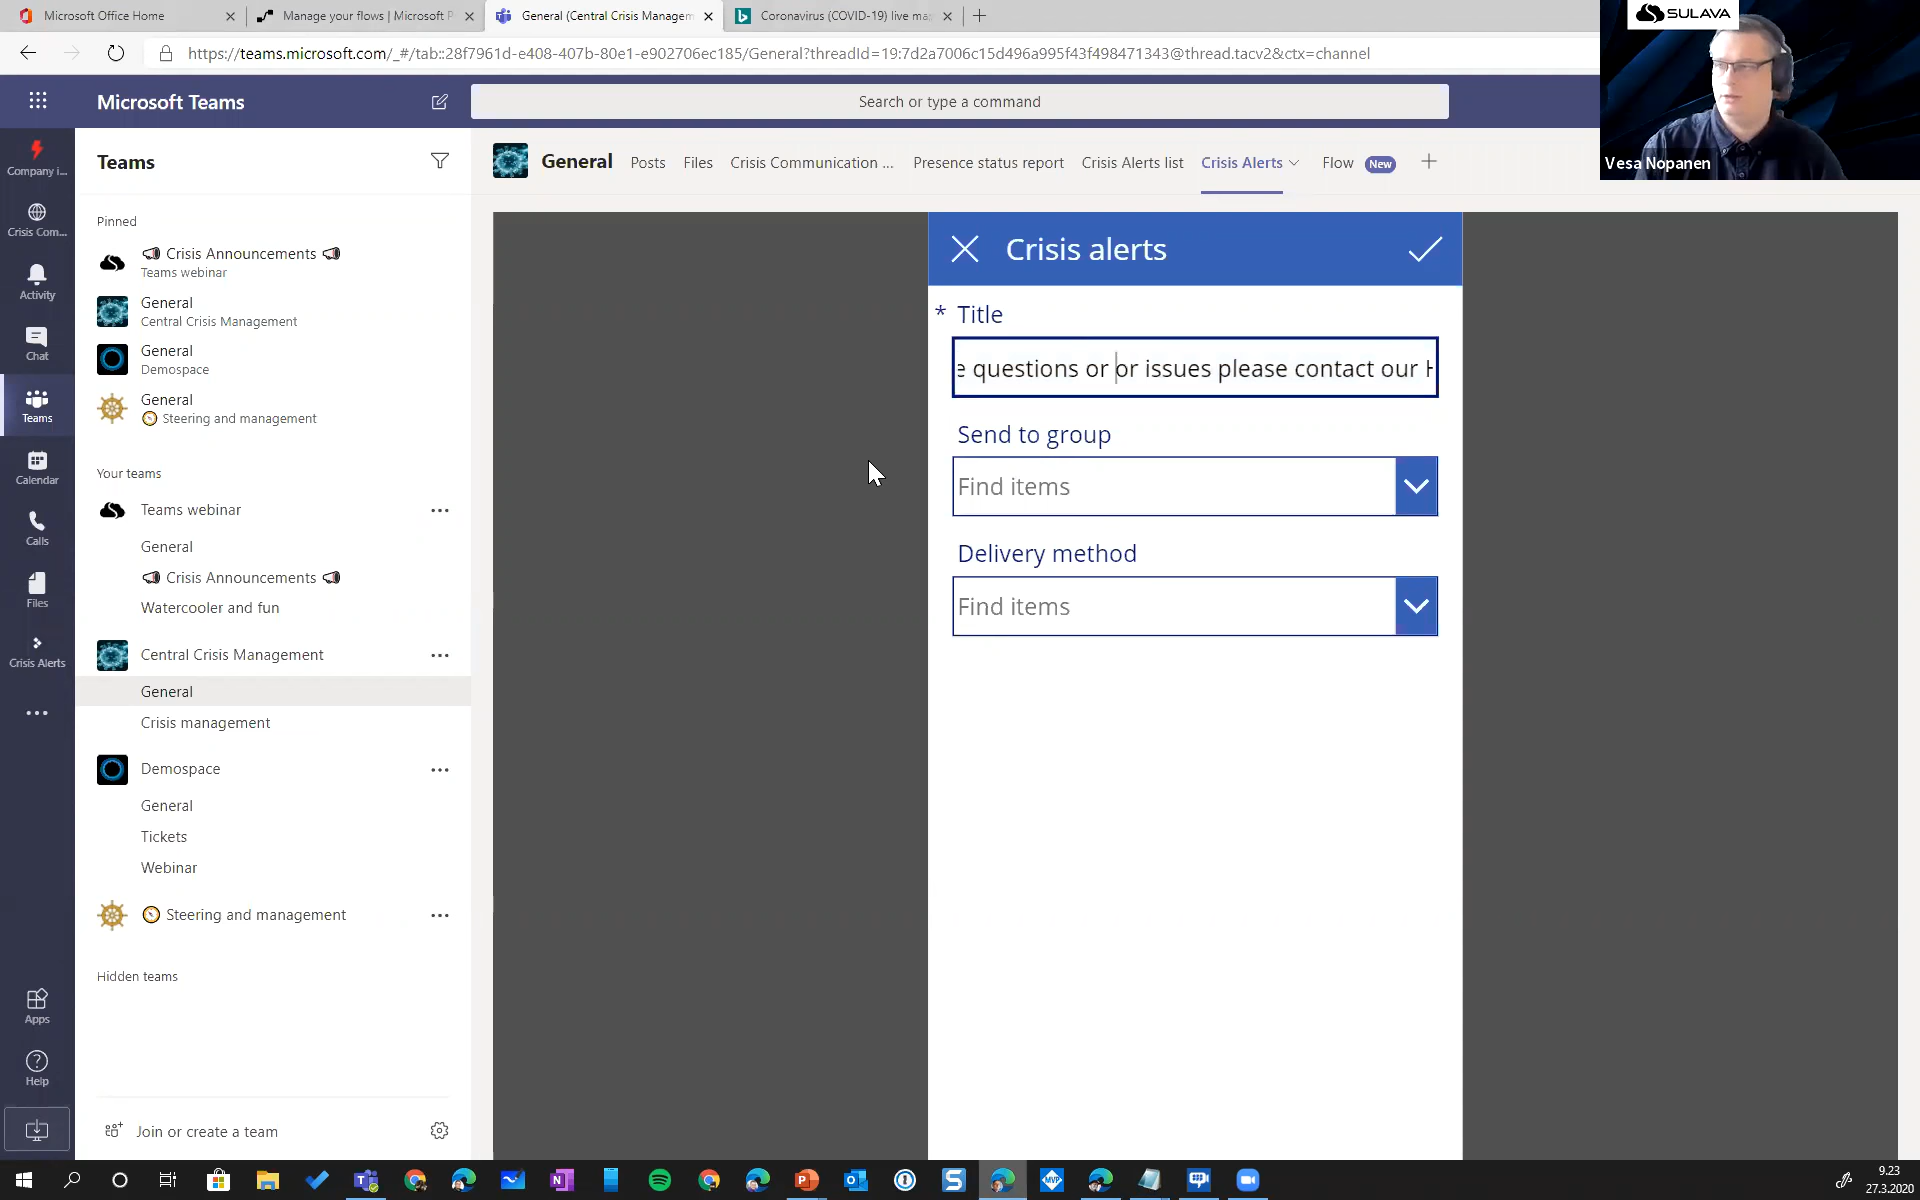 Microsoft Office Home
Manage your flows | Microsoft P
General (Central Crisis Managem
Coronavirus (COVID-19) live ma
https://teams.microsoft.com/_#/tab::28f7961d-e408-407b-80e1-e902706ec185/General?threadId=19:7d2a7006c15d496a995f43f498471343@thread.tacv2&ctx=channel
SULAVA
Vesa Nopanen
Microsoft Teams
Search or type a command
Company i...
Crisis Com...
Activity
Chat
Teams
Calendar
Calls
Files
Crisis Alerts
Apps
Help
Teams
Pinned
Crisis Announcements
Teams webinar
General
Central Crisis Management
General
Demospace
General
Steering and management
Your teams
Teams webinar
General
Crisis Announcements
Watercooler and fun
Central Crisis Management
General
Crisis management
Demospace
General
Tickets
Webinar
Steering and management
Hidden teams
Join or create a team
General Posts Files Crisis Communication ... Presence status report Crisis Alerts list Crisis Alerts Flow New
Crisis alerts
* Title
e questions or or issues please contact our H
Send to group
Find items
Delivery method
Find items
9.23
27.3.2020